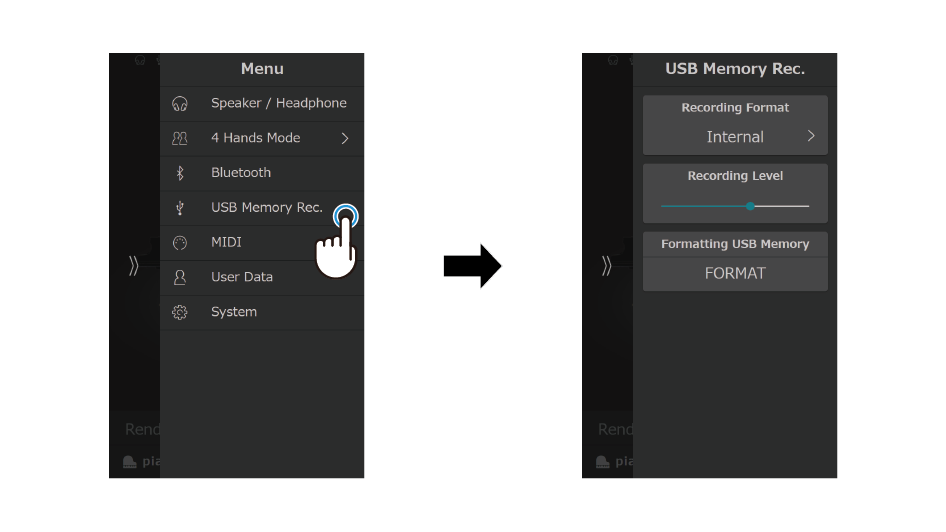 Menu
Speaker / Headphone
4 Hands Mode
Bluetooth
USB Memory Rec.
MIDI
User Data
System
Rend
pia
USB Memory Rec.
Recording Format
Internal
Recording Level
Formatting USB Memory
FORMAT
Rend
pia